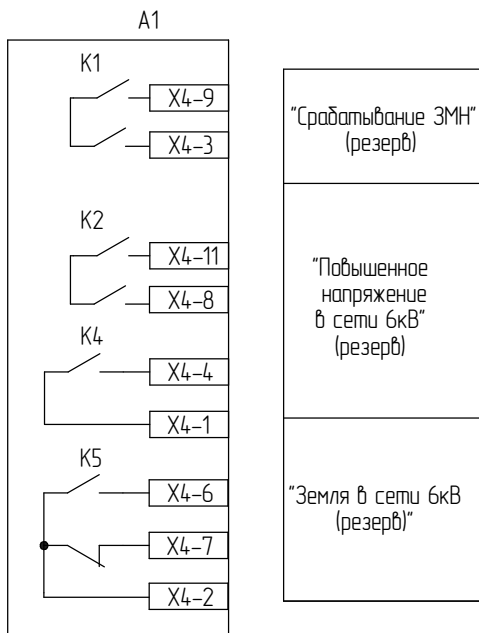 A1
K1
X4-9
X4-3
"Срабатывание ЗМН"
(резерв)
K2
X4-11
X4-8
K4
X4-4
X4-1
"Повышенное
напряжение
в сети 6кВ"
(резерв)
K5
X4-6
X4-7
X4-2
"Земля в сети 6кВ
(резерв)"